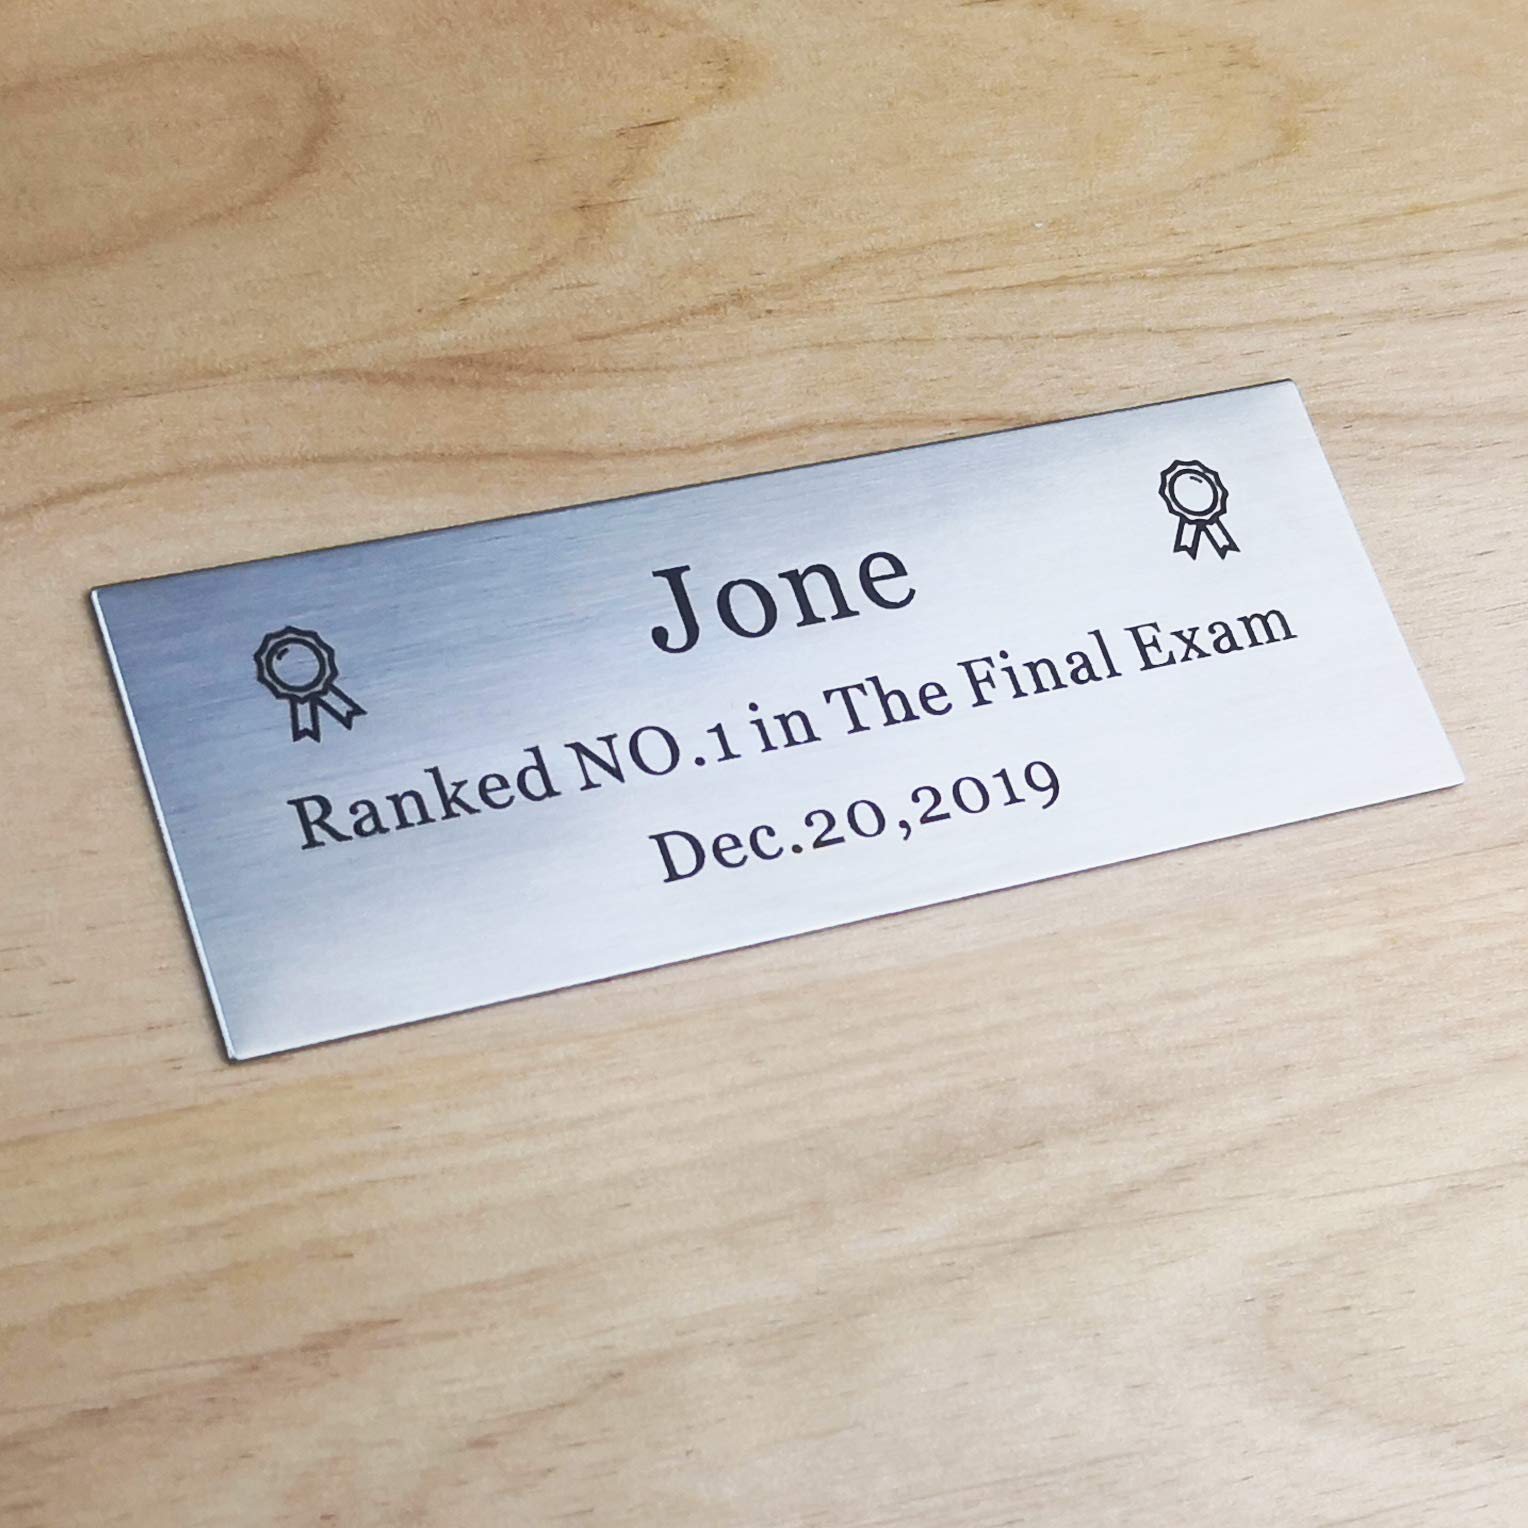 Jone
Ranked NO.1 in The Final Exam
Dec.20,2019